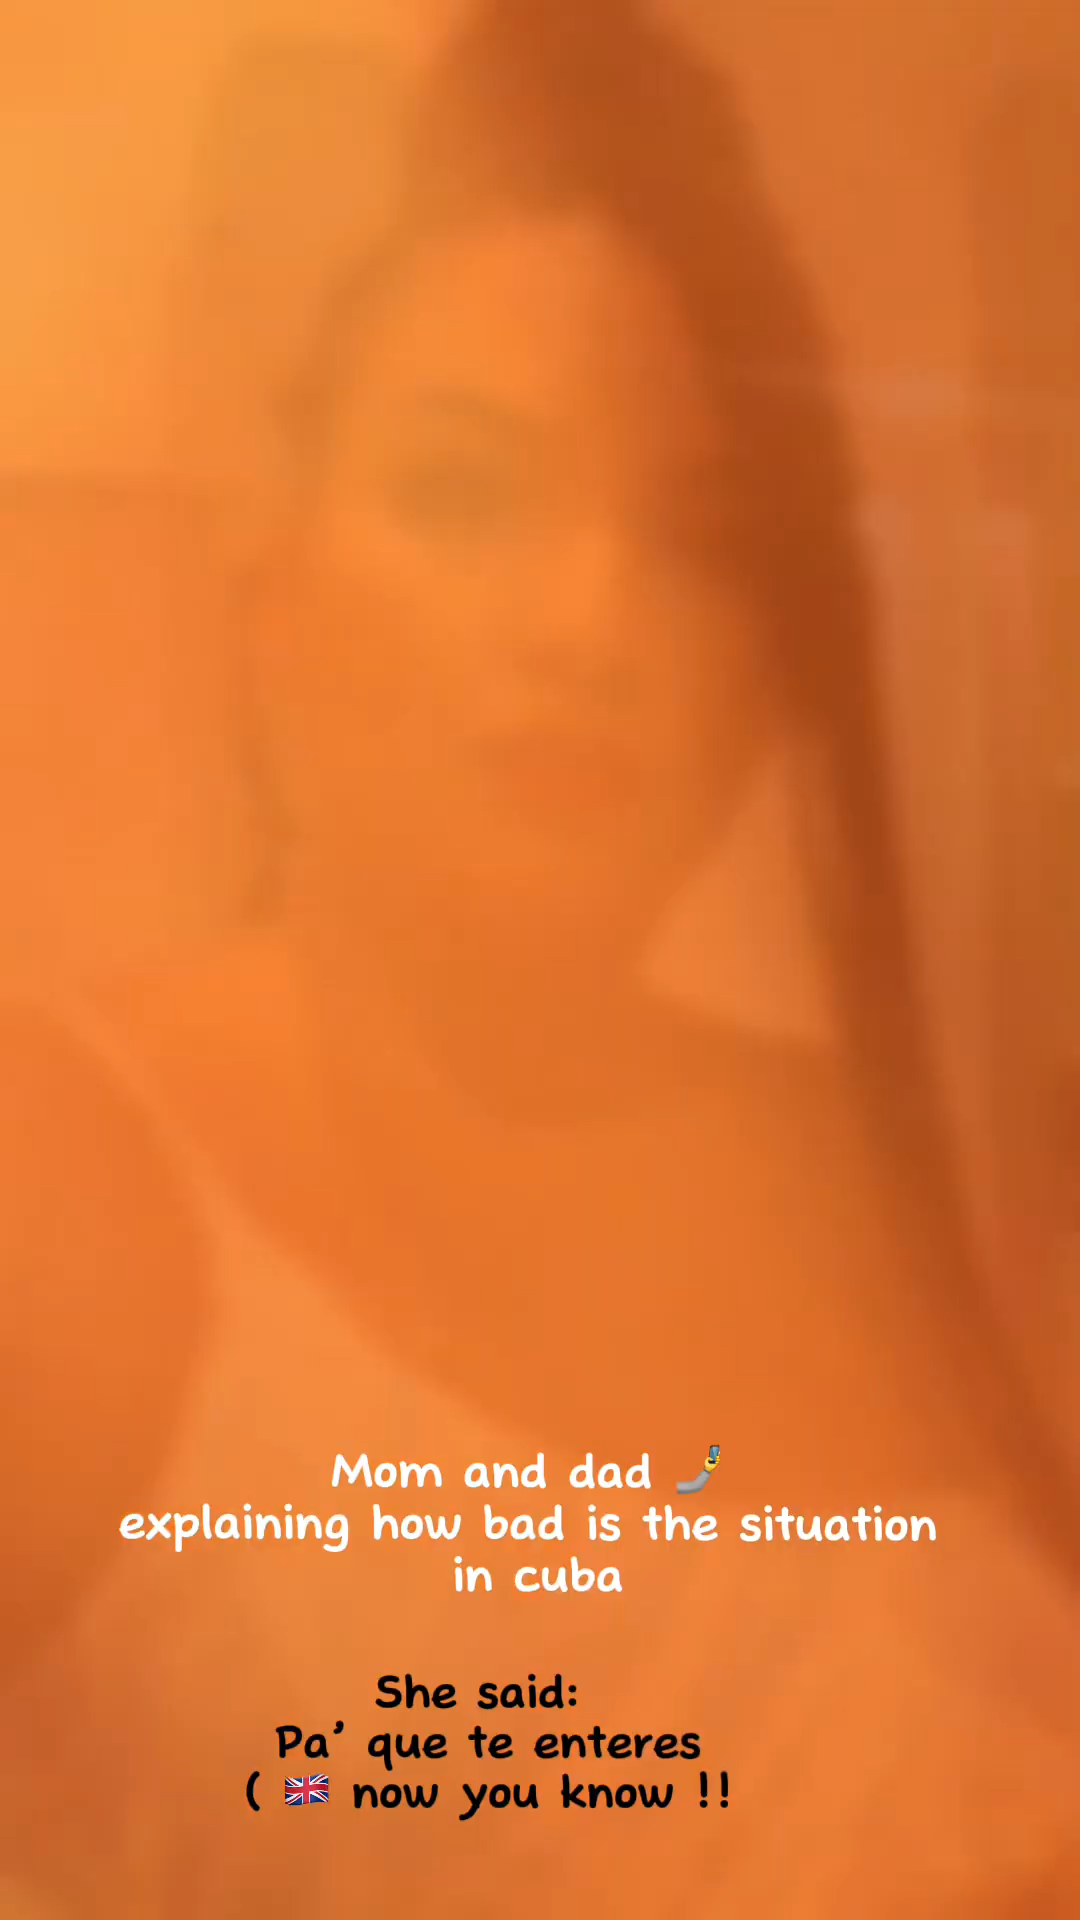 Mom and dad 🤳
explaining how bad is the situation
in cuba
She said:
Pa’ que te enteres
( 🇬🇧 now you know !!